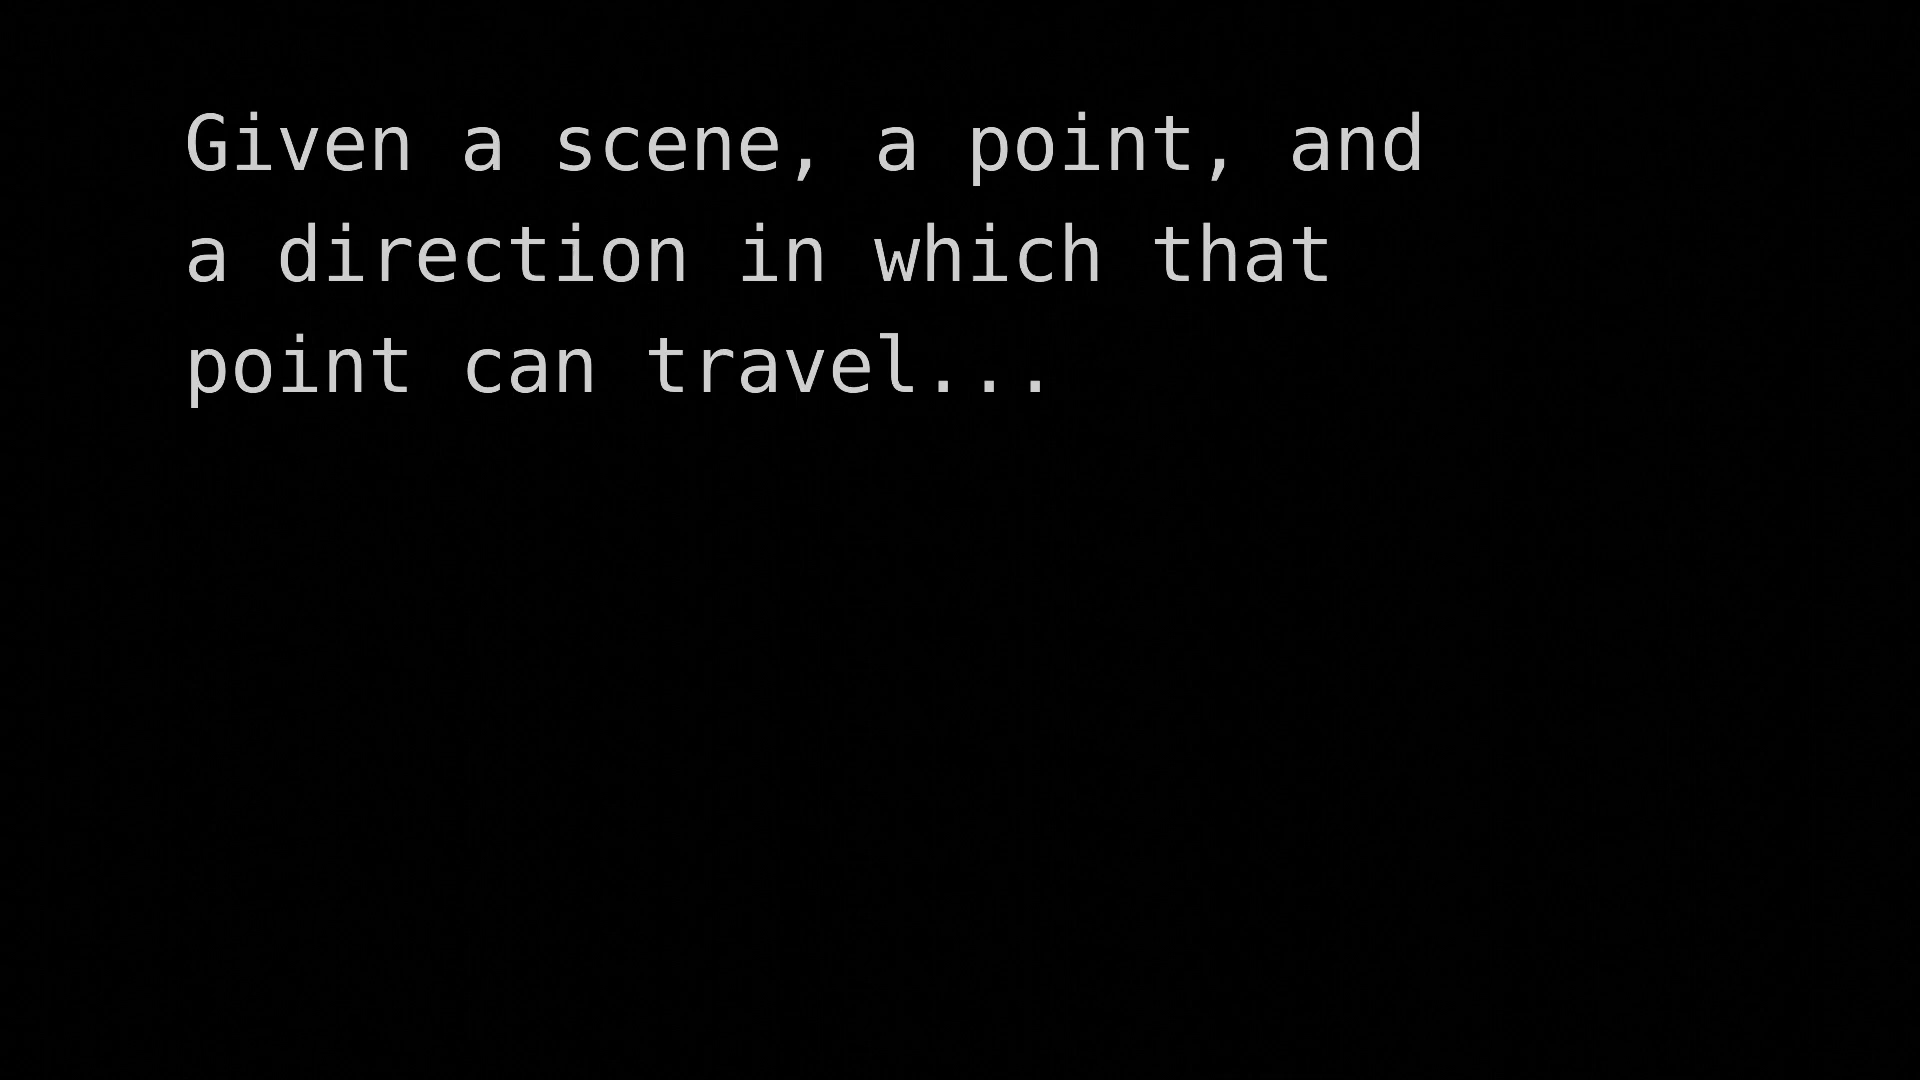 Given a scene, a point, and
a direction in which that
point can travel...